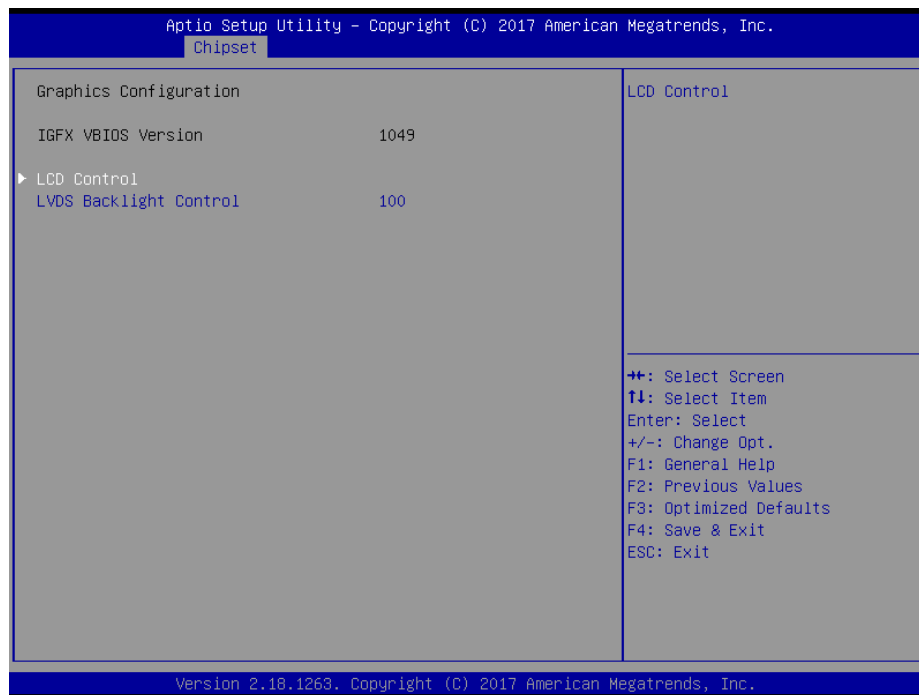 Aptio Setup Utility – Copyright (C) 2017 American Megatrends, Inc.
Chipset
Graphics Configuration
IGFX VBIOS Version 1049
LCD Control
LVDS Backlight Control 100
LCD Control
→←: Select Screen
↑↓: Select Item
Enter: Select
+/-: Change Opt.
F1: General Help
F2: Previous Values
F3: Optimized Defaults
F4: Save & Exit
ESC: Exit
Version 2.18.1263. Copyright (C) 2017 American Megatrends, Inc.